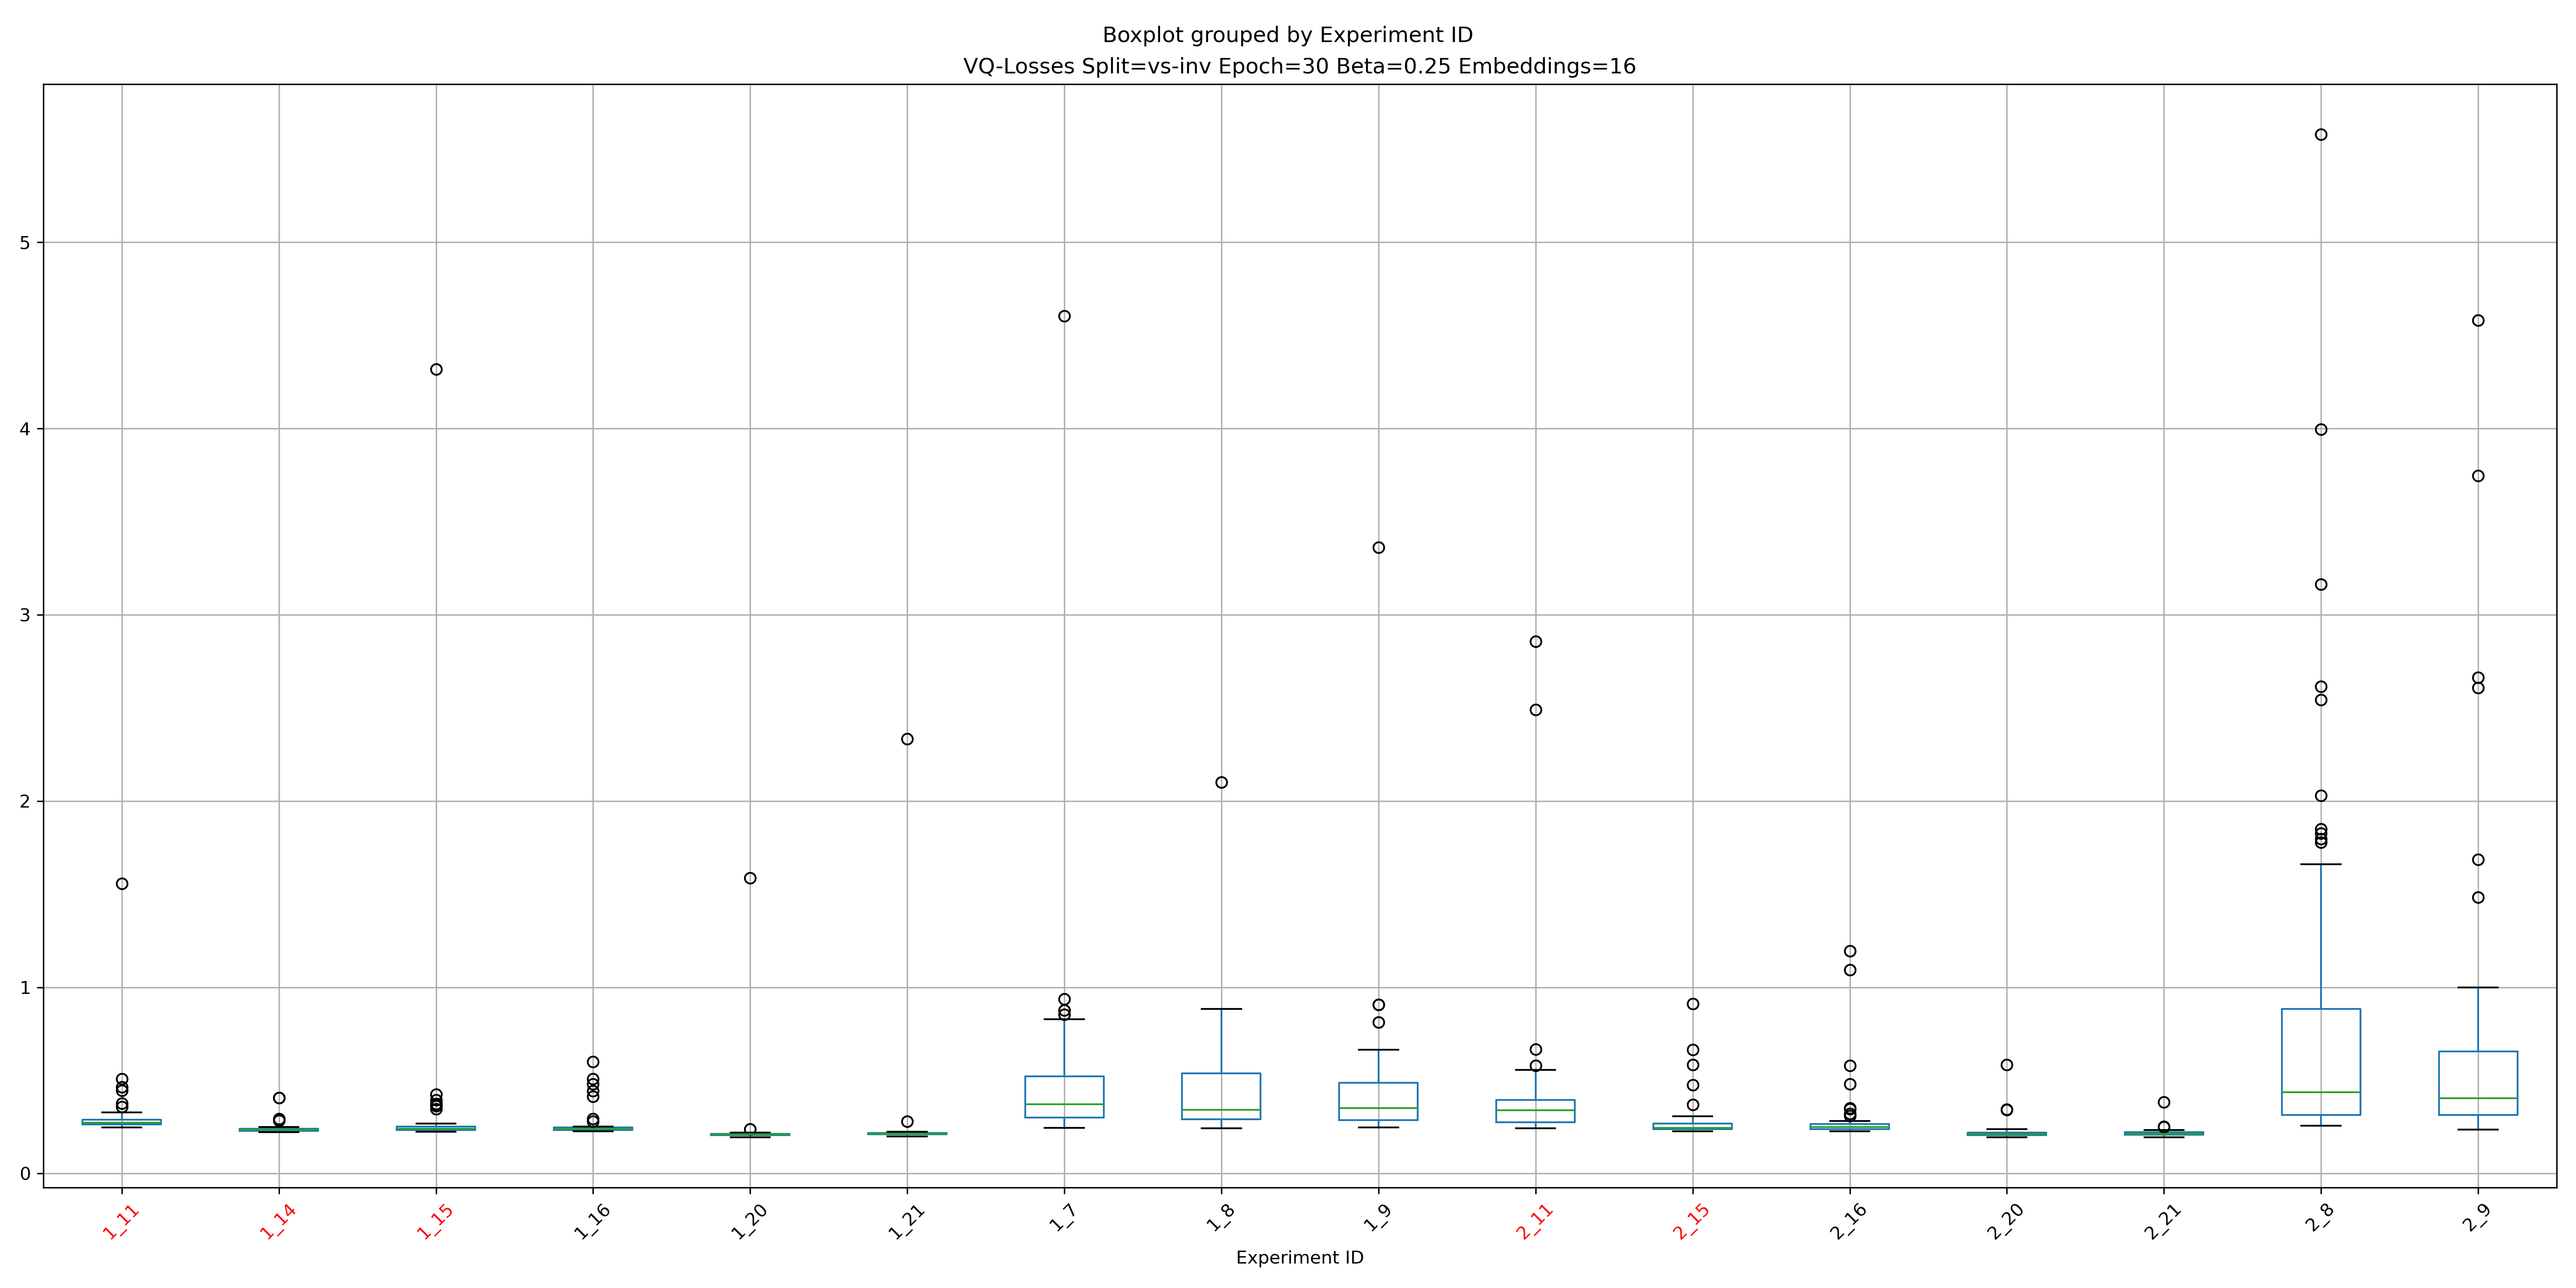 Boxplot grouped by Experiment ID
VQ-Losses Split=vs-inv Epoch=30 Beta=0.25 Embeddings=16
5
4
3
2
1
0
1_11 1_14 1_15 1_16 1_20 1_21 1_7 1_8 1_9 2_11 2_15 2_16 2_20 2_21 2_8 2_9
Experiment ID